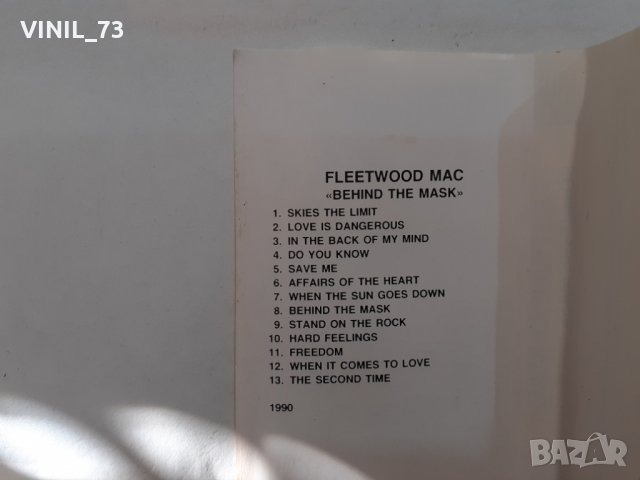 VINIL_73
FLEETWOOD MAC
«BEHIND THE MASK»
1. SKIES THE LIMIT
2. LOVE IS DANGEROUS
3. IN THE BACK OF MY MIND
4. DO YOU KNOW
5. SAVE ME
6. AFFAIRS OF THE HEART
7. WHEN THE SUN GOES DOWN
8. BEHIND THE MASK
9. STAND ON THE ROCK
10. HARD FEELINGS
11. FREEDOM
12. WHEN IT COMES TO LOVE
13. THE SECOND TIME
1990
BAZAR